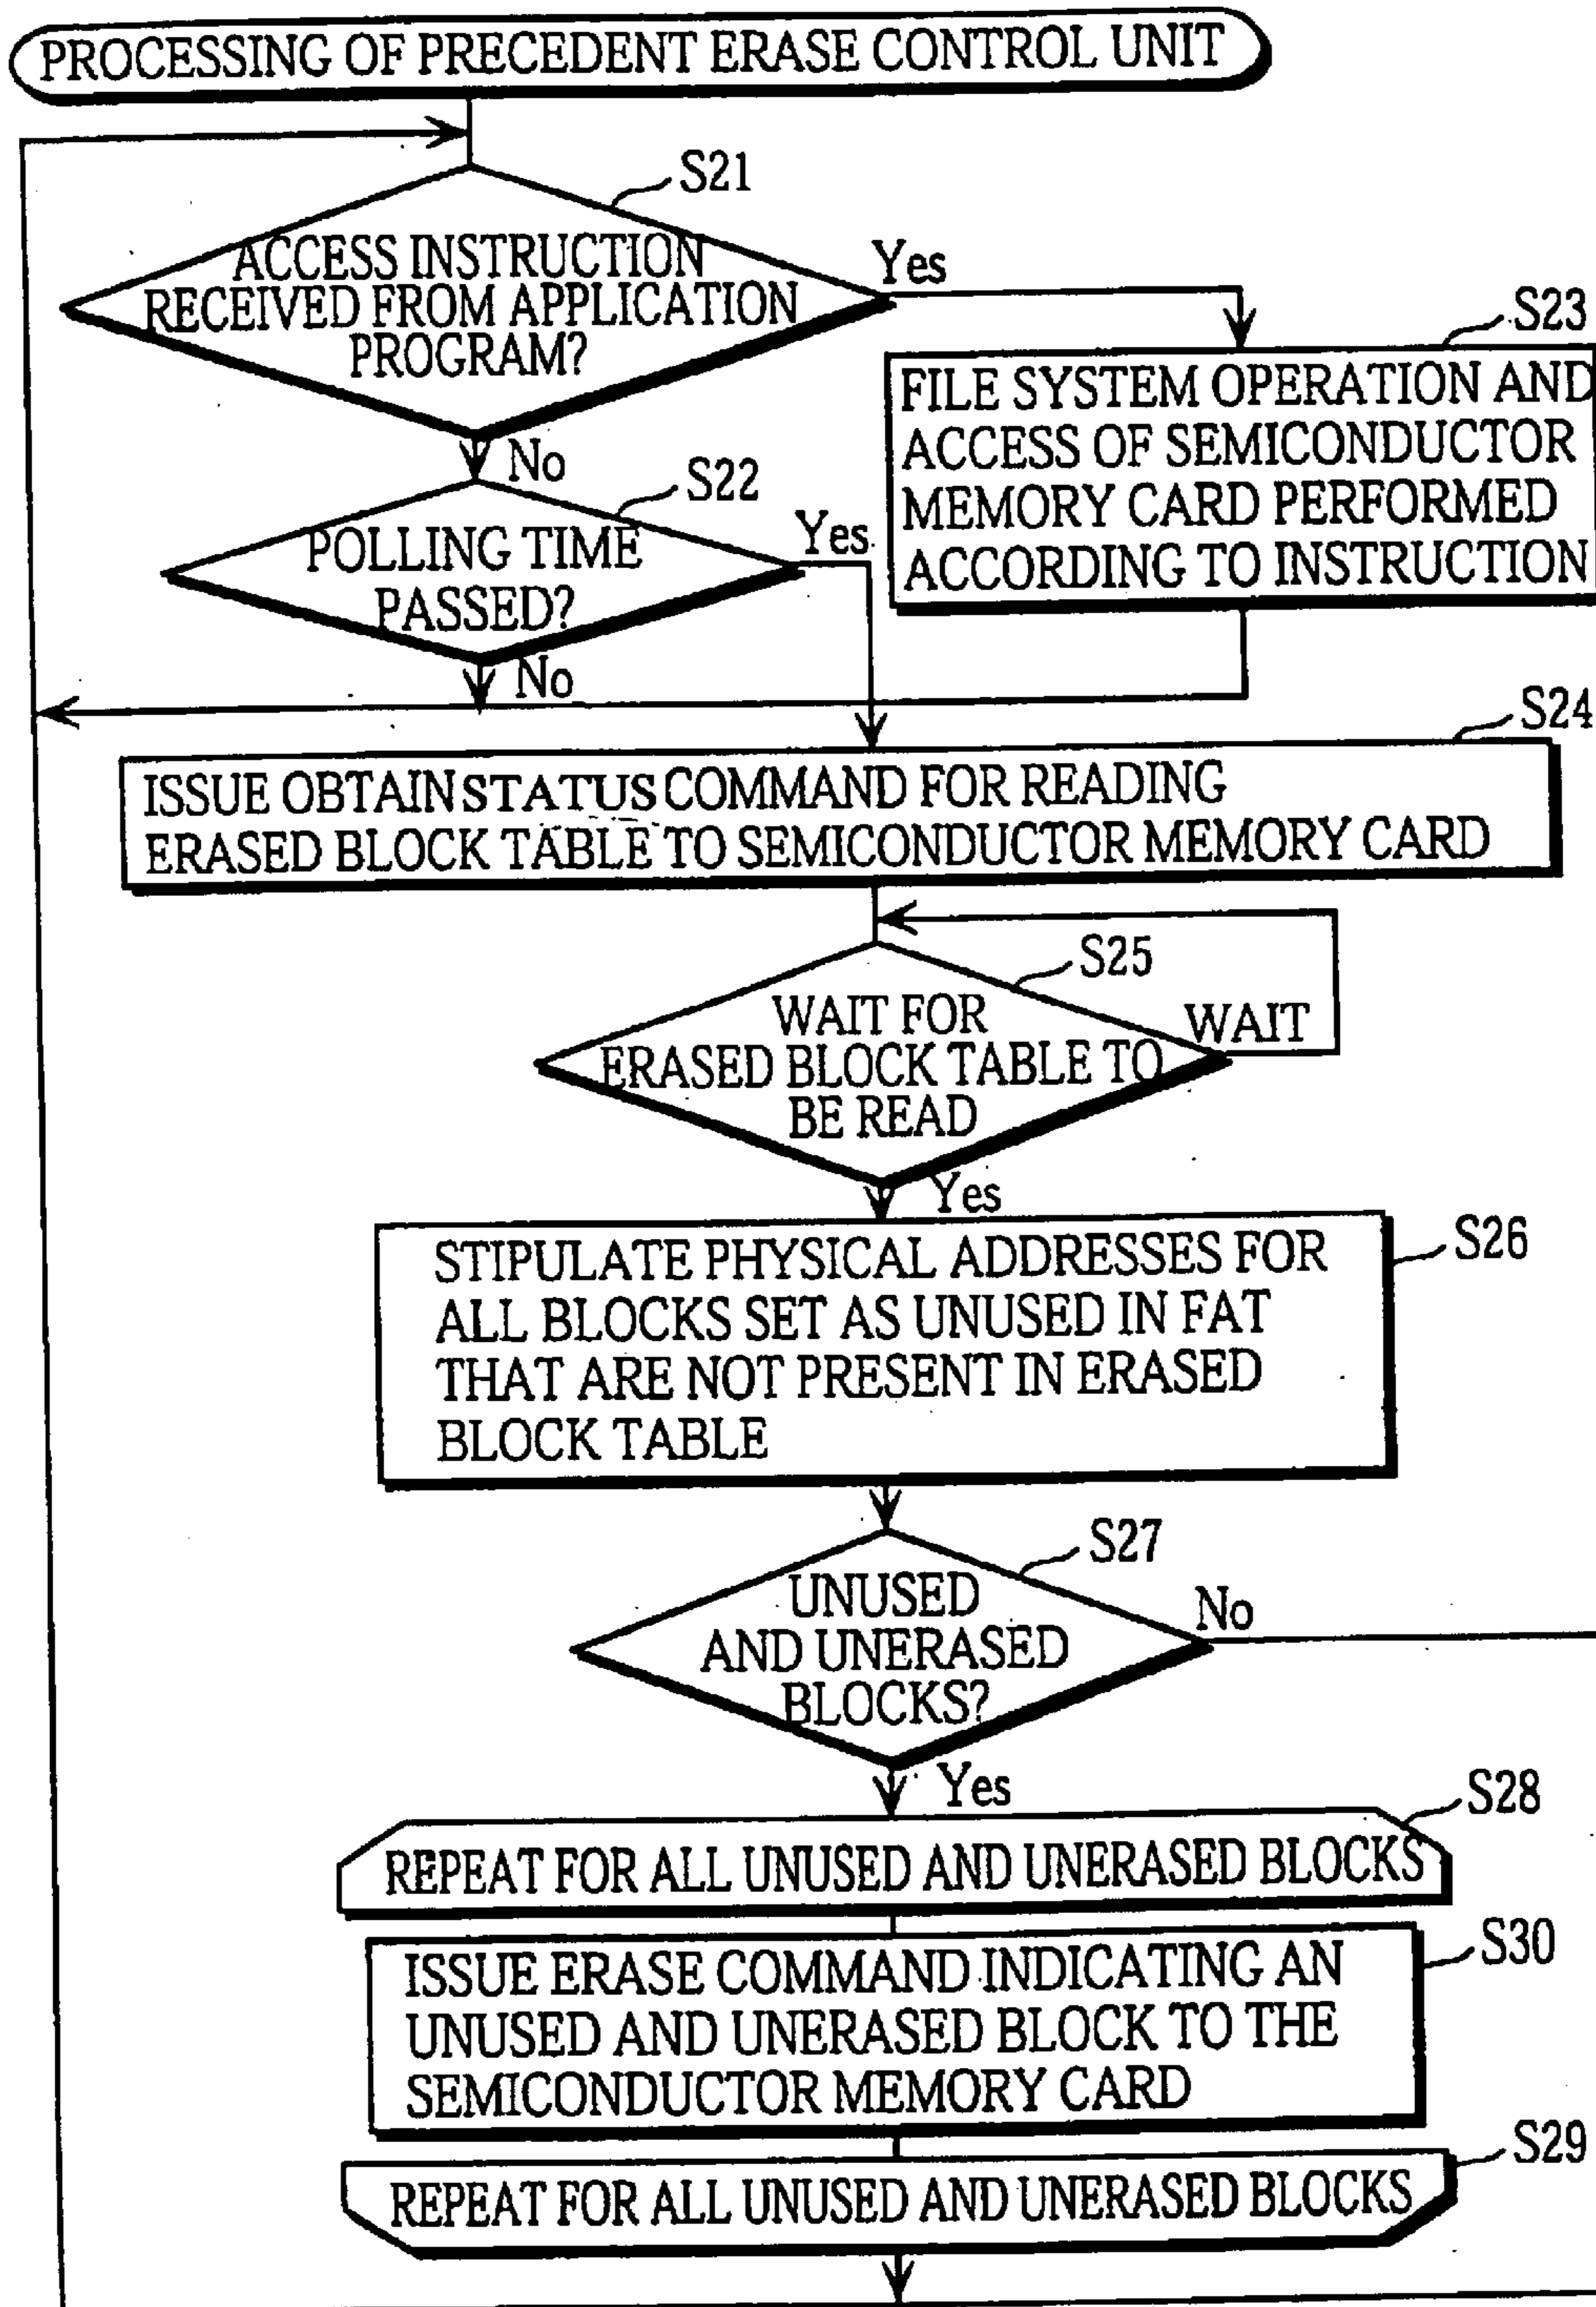 PROCESSING OF PRECEDENT ERASE CONTROL UNIT
S21
ACCESS INSTRUCTION
RECEIVED FROM APPLICATION
PROGRAM?
Yes
No
S23
FILE SYSTEM OPERATION AND
ACCESS OF SEMICONDUCTOR
MEMORY CARD PERFORMED
ACCORDING TO INSTRUCTION
S22
POLLING TIME
PASSED?
Yes
No
S24
ISSUE OBTAIN STATUS COMMAND FOR READING
ERASED BLOCK TABLE TO SEMICONDUCTOR MEMORY CARD
S25
WAIT FOR
ERASED BLOCK TABLE TO
BE READ
WAIT
Yes
S26
STIPULATE PHYSICAL ADDRESSES FOR
ALL BLOCKS SET AS UNUSED IN FAT
THAT ARE NOT PRESENT IN ERASED
BLOCK TABLE
S27
UNUSED
AND UNERASED
BLOCKS?
No
Yes
S28
REPEAT FOR ALL UNUSED AND UNERASED BLOCKS
S30
ISSUE ERASE COMMAND INDICATING AN
UNUSED AND UNERASED BLOCK TO THE
SEMICONDUCTOR MEMORY CARD
S29
REPEAT FOR ALL UNUSED AND UNERASED BLOCKS